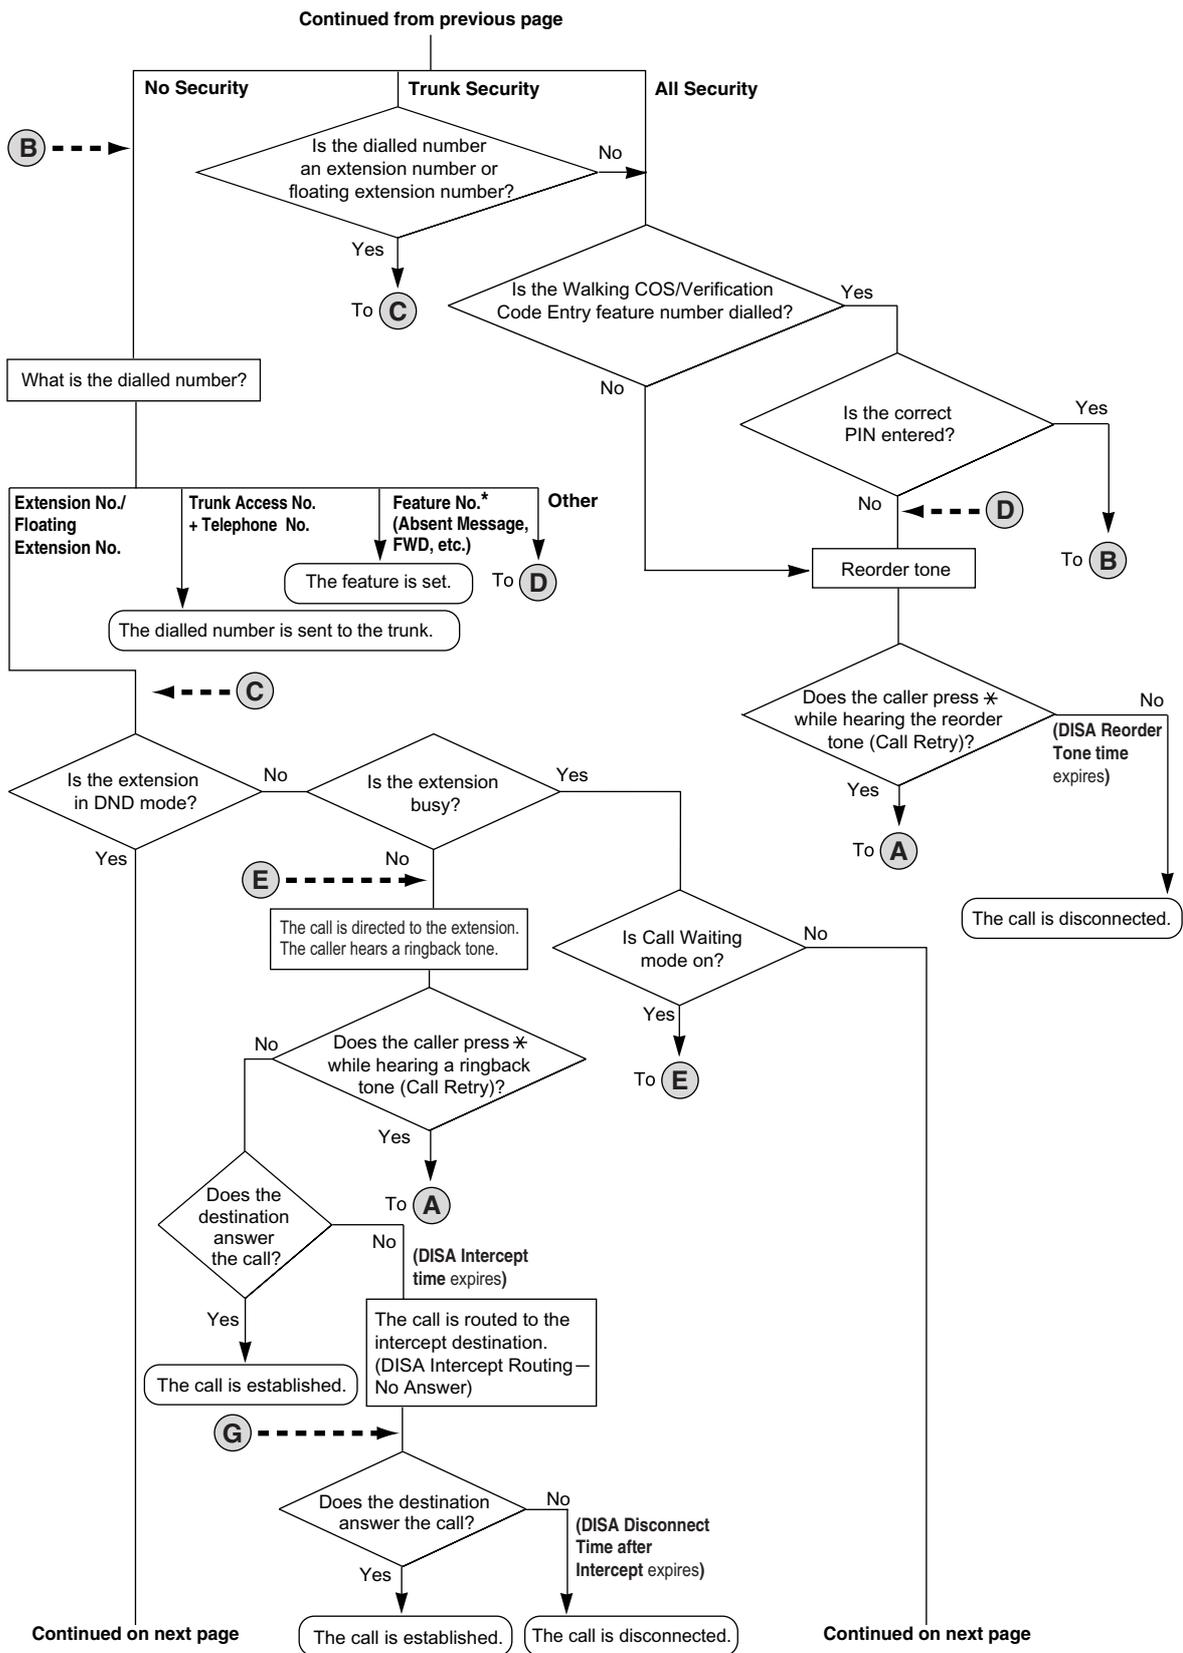 Continued from previous page
No Security
Trunk Security
All Security
B
Is the dialled number
an extension number or
floating extension number?
No
Yes
To C
Is the Walking COS/Verification
Code Entry feature number dialled?
Yes
No
What is the dialled number?
Is the correct
PIN entered?
Yes
No
D
To B
Extension No./
Floating
Extension No.
Trunk Access No.
+ Telephone No.
Feature No.*
(Absent Message,
FWD, etc.)
Other
The feature is set.
To D
Reorder tone
The dialled number is sent to the trunk.
C
Does the caller press *
while hearing the reorder
tone (Call Retry)?
No
(DISA Reorder
Tone time
expires)
Yes
To A
The call is disconnected.
Is the extension
in DND mode?
No
Yes
Is the extension
busy?
Yes
No
E
The call is directed to the extension.
The caller hears a ringback tone.
Is Call Waiting
mode on?
No
Yes
To E
Does the caller press *
while hearing a ringback
tone (Call Retry)?
No
Yes
To A
Does the
destination
answer
the call?
No
(DISA Intercept
time expires)
Yes
The call is established.
The call is routed to the
intercept destination.
(DISA Intercept Routing—
No Answer)
G
Does the destination
answer the call?
No
(DISA Disconnect
Time after
Intercept expires)
Yes
The call is established.
The call is disconnected.
Continued on next page
Continued on next page